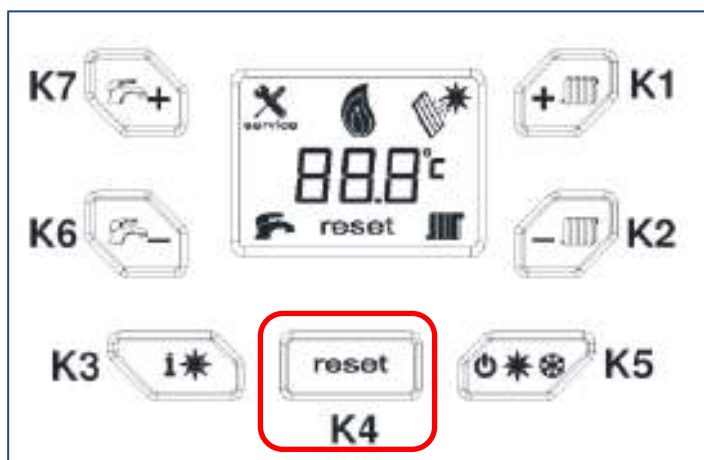 K7 + + K1
service
88.8°c
K6 - reset - K2
K3 i reset K5
K4